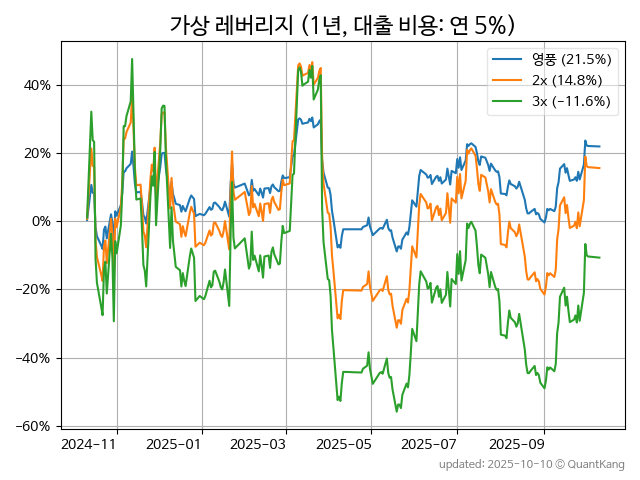 가상 레버리지 (1년, 대출 비용: 연 5%)
영풍 (21.5%)
2x (14.8%)
3x (−11.6%)
40%
20%
0%
−20%
−40%
−60%
2024-11
2025-01
2025-03
2025-05
2025-07
2025-09
updated: 2025-10-10 © QuantKang